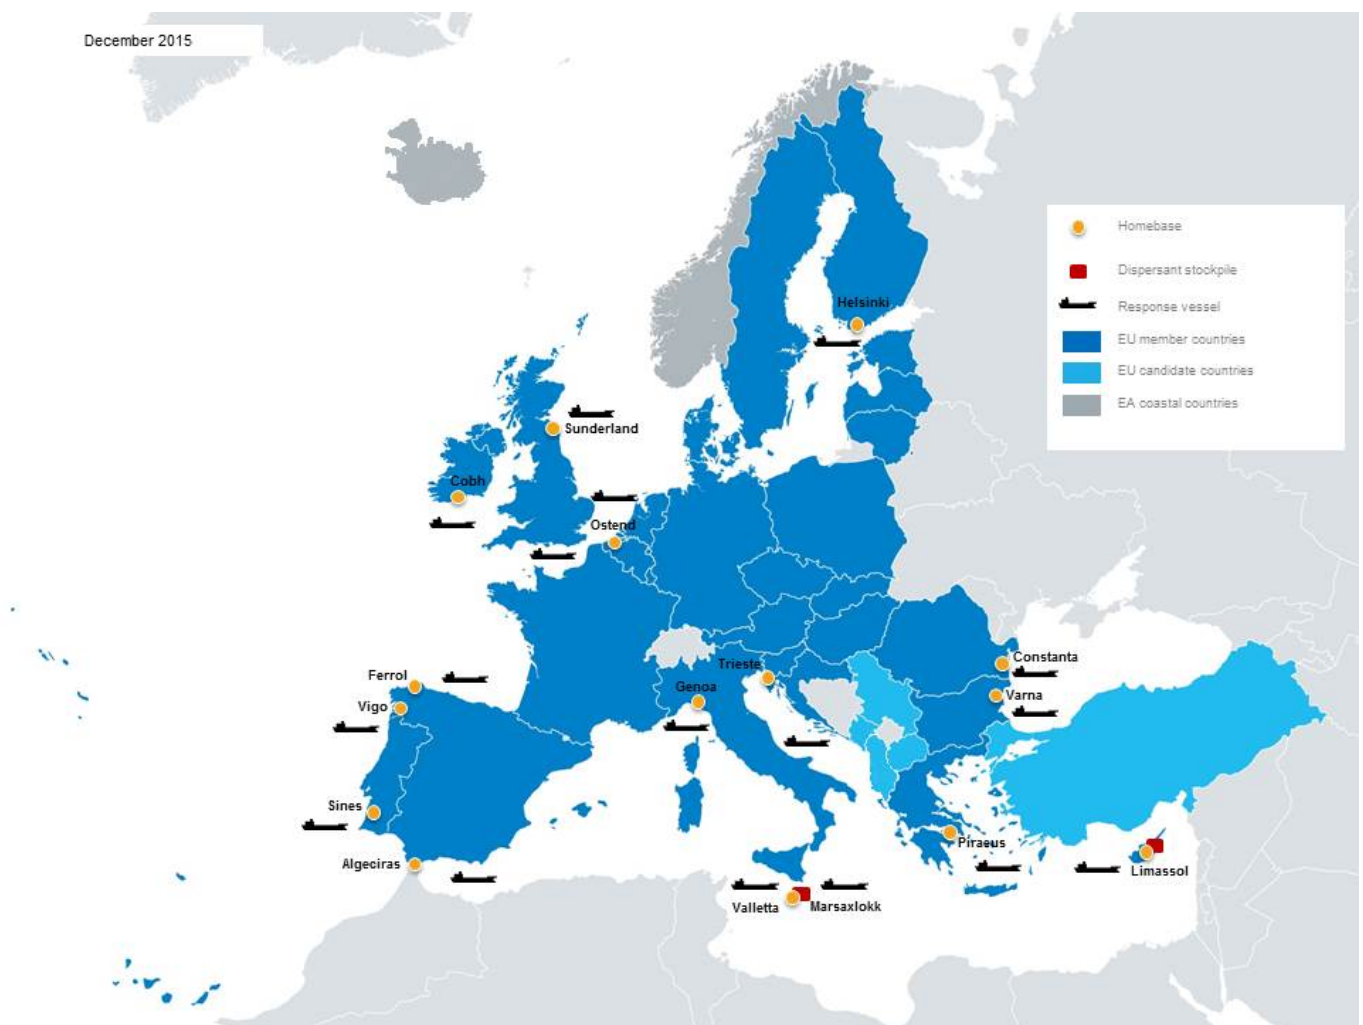 December 2015
Homebase
Dispersant stockpile
Response vessel
EU member countries
EU candidate countries
EA coastal countries
Helsinki
Sunderland
Cobh
Ostend
Constanta
Trieste
Ferrol
Genoa
Varna
Vigo
Sines
Piraeus
Algeciras
Limassol
Valletta
Marsaxlokk